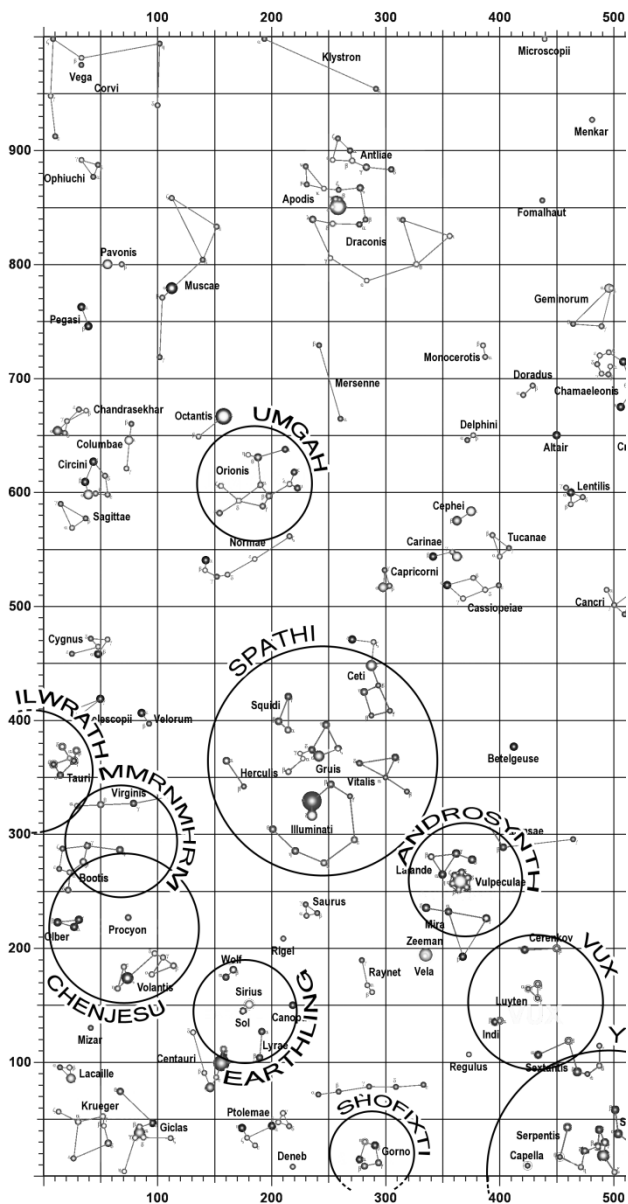 0 100 200 300 400 500
Microscopii
Klystron
Vega
Corvi
Menkar
900
Antliae
Ophiuchi
Apodis
Fomalhaut
Draconis
Pavonis
800
Muscae
Geminorum
Pegasi
Monocerotis
Mersenne
Chamaeleonis
700
Doradus
Chandrasekhar
Octantis
UMGAH
Delphini
Columbae
Altair
Circini
Orionis
600
Lentilis
Sagittae
Cephei
Tucanae
Normae
Carinae
Capricorni
Cassiopeiae
Cancri
500
Cygnus
SPATHI
Ceti
ILWRATH
Squidi
Velorum
400
Betelgeuse
Tauri
MMRNMHRM
Herculis
Gruis
Vitalis
Virginis
300
Illuminati
ANDROSYNTH
Bootis
Vulpeculae
Saurus
Mira
Olber
Procyon
200
Rigel
Zeeman
Vela
Cerenkov
VUX
Wolf
Volantis
Raynet
CHENJESU
Sirius
Luyten
Sol
Indi
EARTHLING
Mizar
Lyrae
Centauri
100
Regulus
Sextantis
Lacaille
Krueger
SHOFIXTI
Giclas
Ptolemae
Serpentis
Gorno
Deneb
Capella
0 100 200 300 400 500